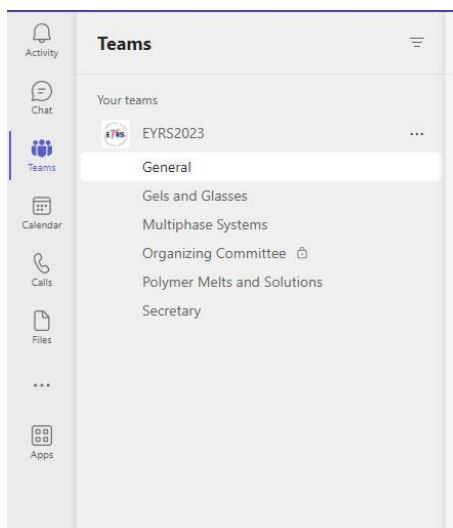 Activity
Chat
Teams
Calendar
Calls
Files
Apps
Teams
Your teams
EYRS EYRS2023
General
Gels and Glasses
Multiphase Systems
Organizing Committee
Polymer Melts and Solutions
Secretary